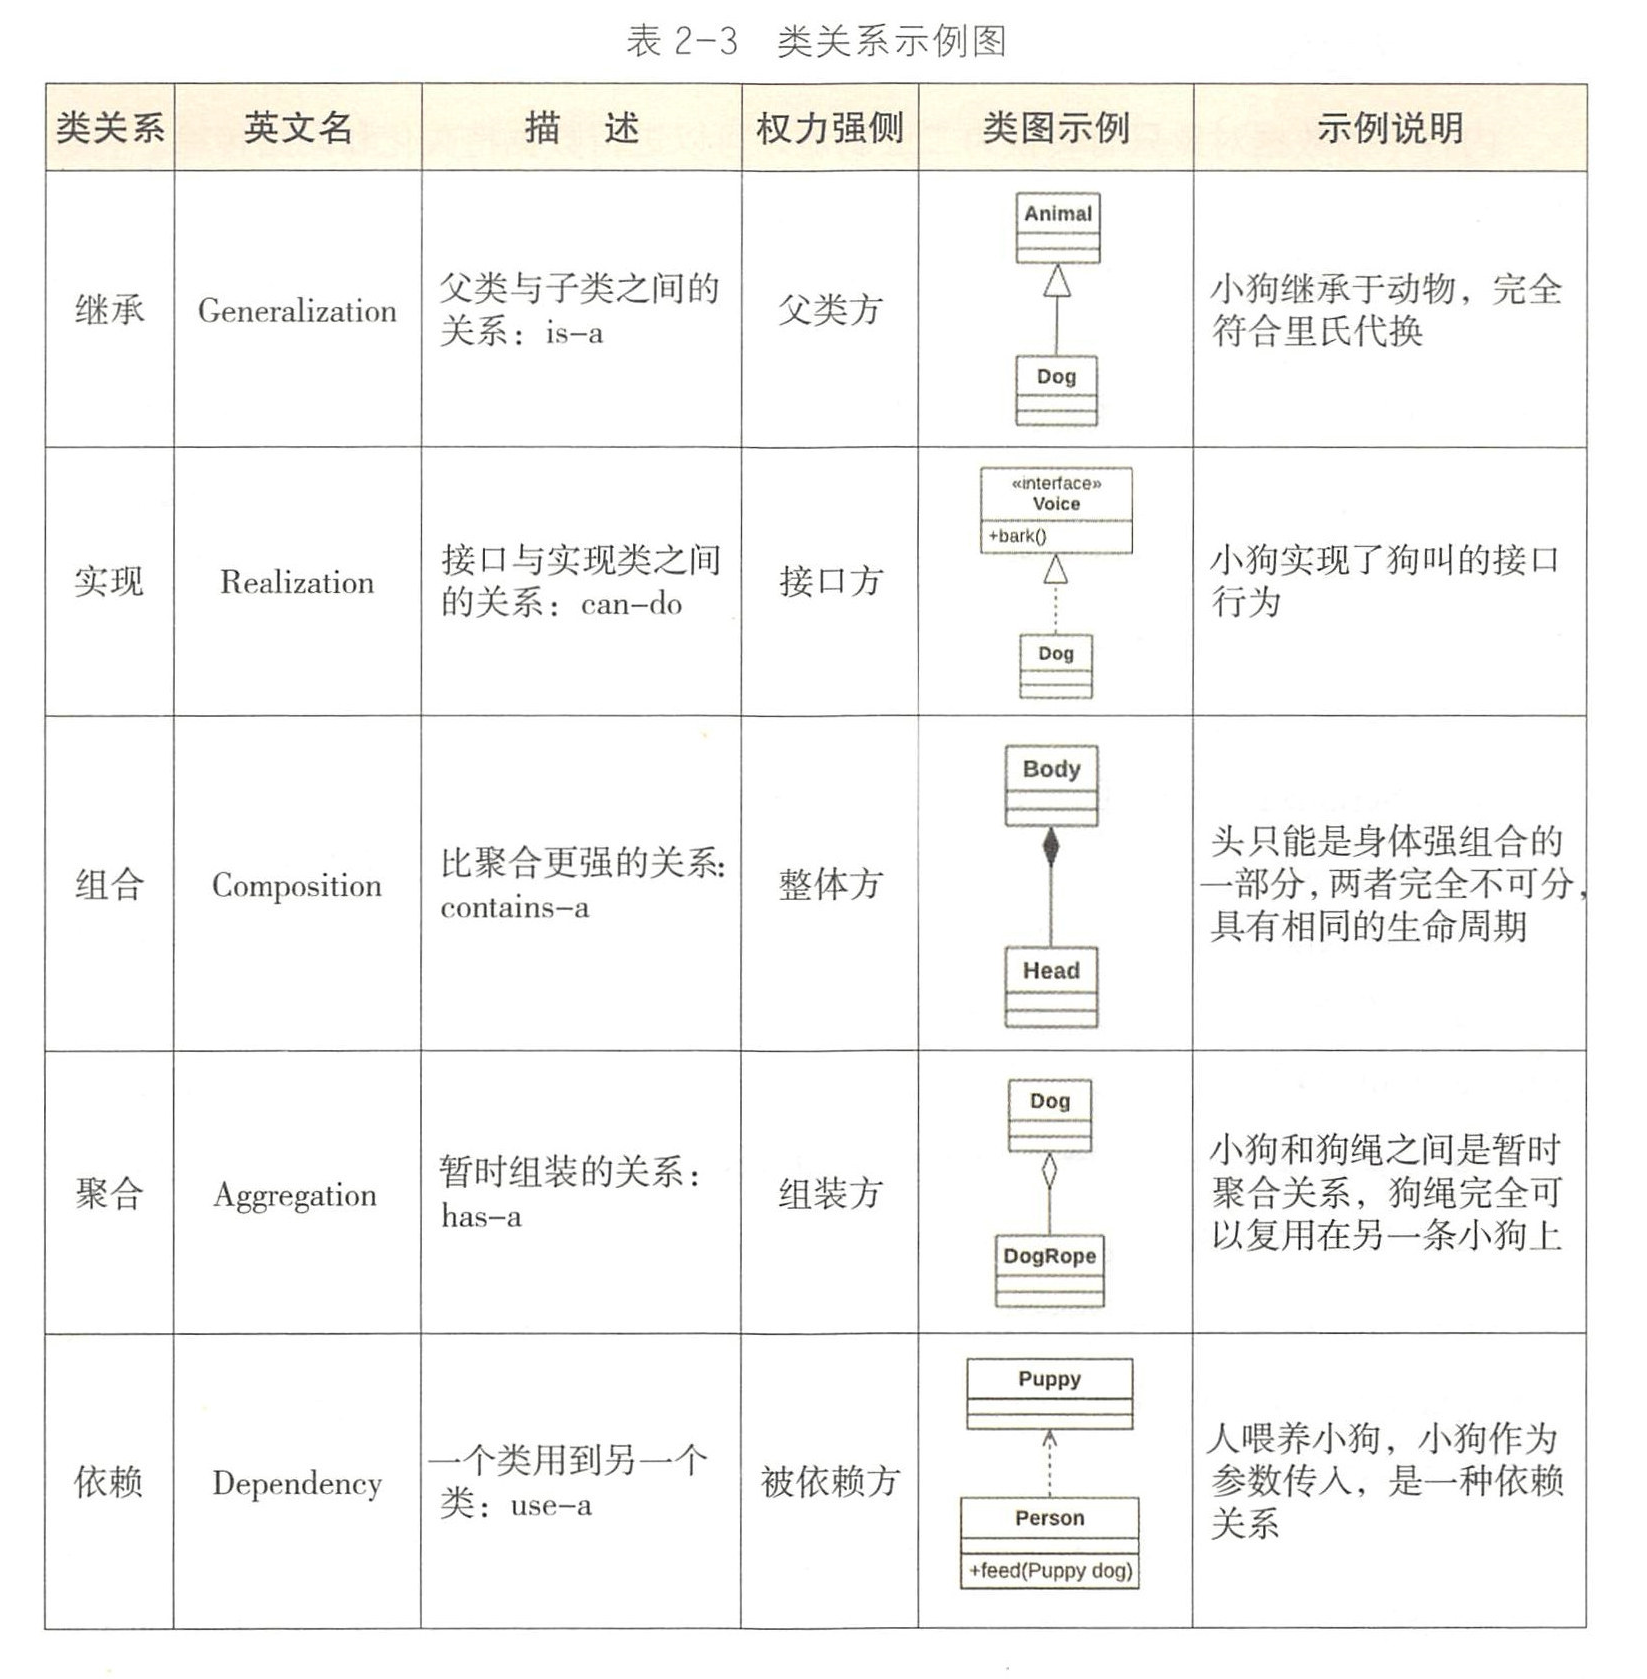 表 2-3 类关系示例图
类关系 英文名 描 述 权力强侧 类图示例 示例说明
继承
Generalization
父类与子类之间的
关系：is-a
父类方
Animal
Dog
小狗继承于动物，完全
符合里氏代换
实现
Realization
接口与实现类之间
的关系：can-do
接口方
«interface»
Voice
+bark()
Dog
小狗实现了狗叫的接口
行为
组合
Composition
比聚合更强的关系：
contains-a
整体方
Body
Head
头只能是身体强组合的
一部分，两者完全不可分，
具有相同的生命周期
聚合
Aggregation
暂时组装的关系：
has-a
组装方
Dog
DogRope
小狗和狗绳之间是暂时
聚合关系，狗绳完全可
以复用在另一条小狗上
依赖
Dependency
一个类用到另一个
类：use-a
被依赖方
Puppy
Person
+feed(Puppy dog)
人喂养小狗，小狗作为
参数传入，是一种依赖
关系